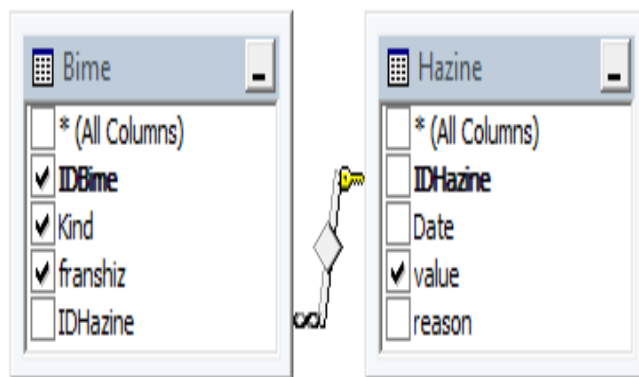 Bime
* (All Columns)
IDBime
Kind
franshiz
IDHazine
Hazine
* (All Columns)
IDHazine
Date
value
reason